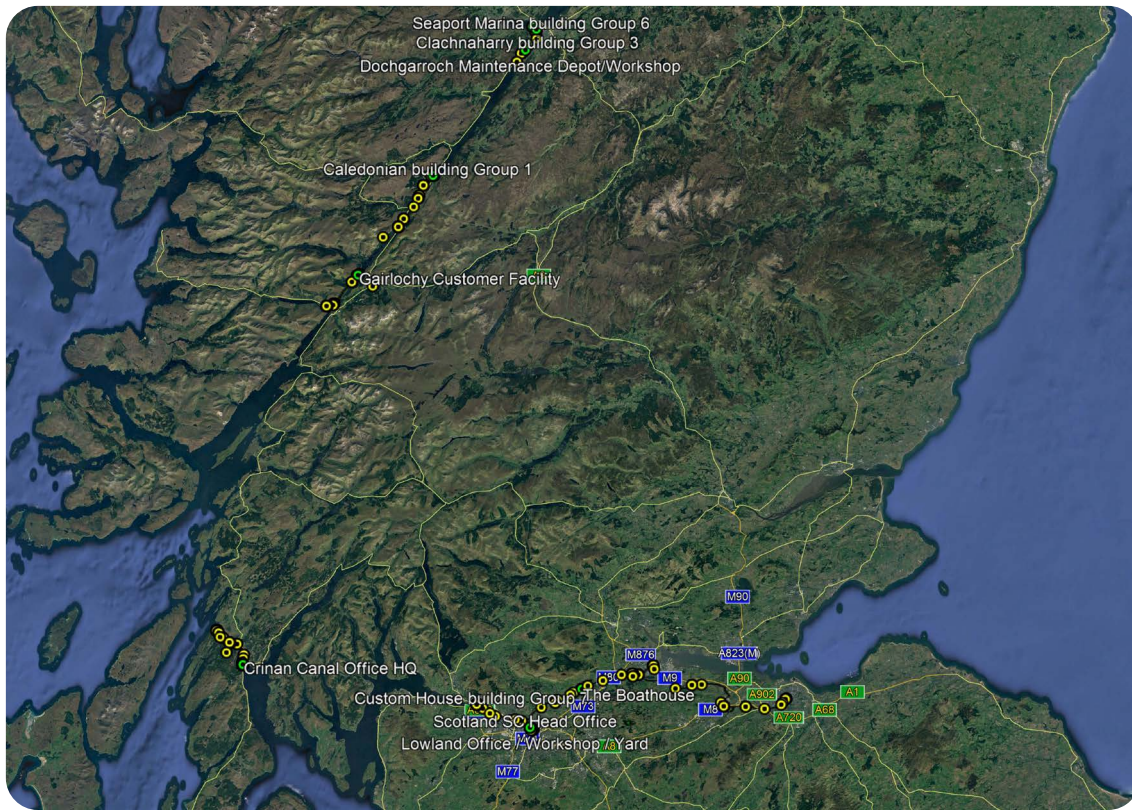 Seaport Marina building Group 6
Clachnaharry building Group 3
Dochgarroch Maintenance Depot/Workshop
Caledonian building Group 1
Gairlochy Customer Facility
M90
M876
A823(M)
Crinan Canal Office HQ
M9
A90
A902
A1
Custom House building Group
The Boathouse
M73
M8
A68
A720
Scotland
Head Office
Lowland Office / Workshop / Yard
M77